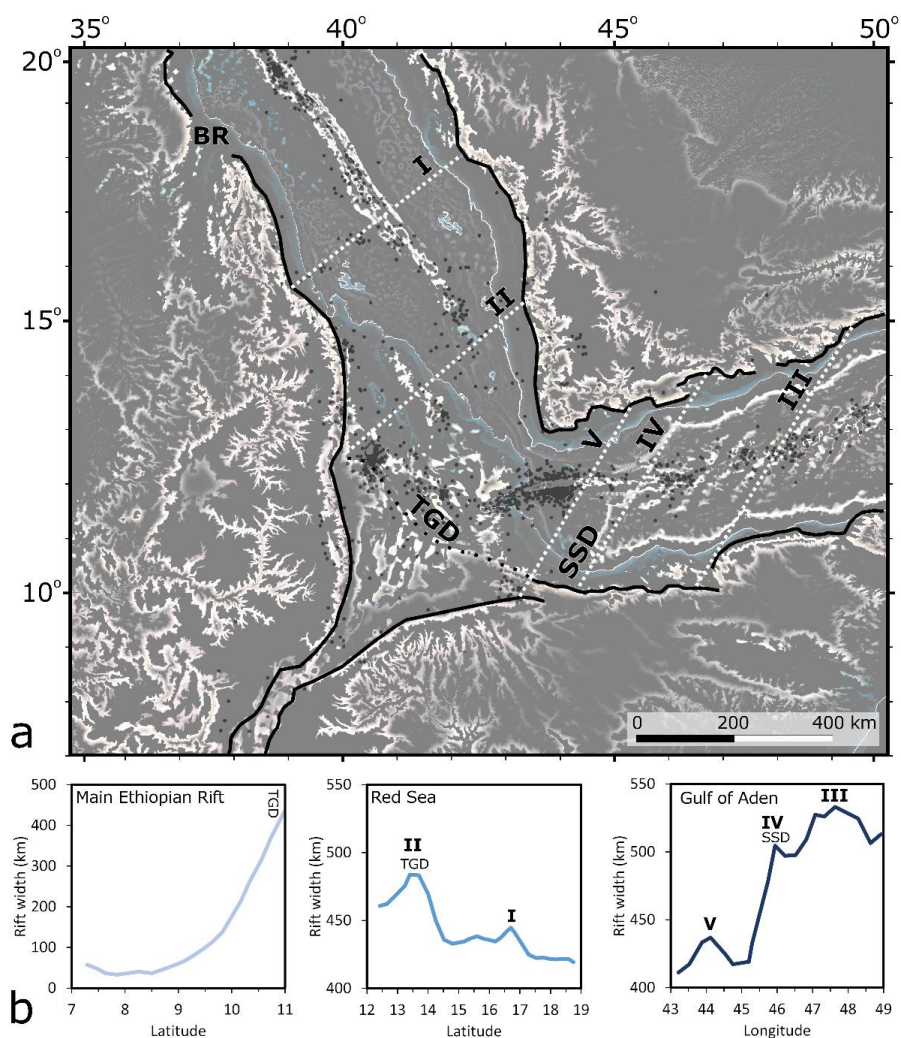 35° 40° 45° 50°
20°
BR
I
15°
II
III
V
IV
TGD
SSD
10°
a
0 200 400 km
Main Ethiopian Rift
TGD
Rift width (km)
500
400
300
200
100
0
7 8 9 10 11
Latitude
Red Sea
II
TGD
I
Rift width (km)
550
500
450
400
12 13 14 15 16 17 18 19
Latitude
Gulf of Aden
III
IV
SSD
V
Rift width (km)
550
500
450
400
43 44 45 46 47 48 49
Longitude
b